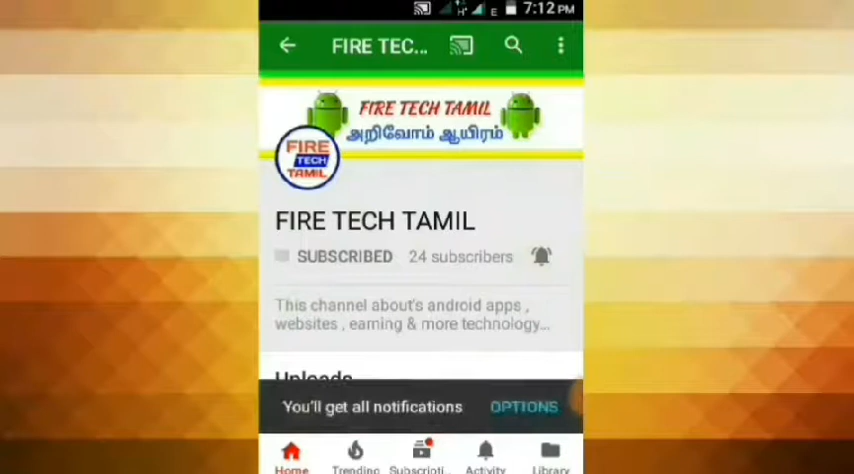 E 7:12 PM
FIRE TEC...
FIRE TECH TAMIL
அறிவோம் ஆயிரம்
FIRE
TECH
TAMIL
FIRE TECH TAMIL
SUBSCRIBED 24 subscribers
This channel about's android apps ,
websites , earning & more technology...
Uploads
You'll get all notifications OPTIONS
Home Trending Subscripti... Activity Library